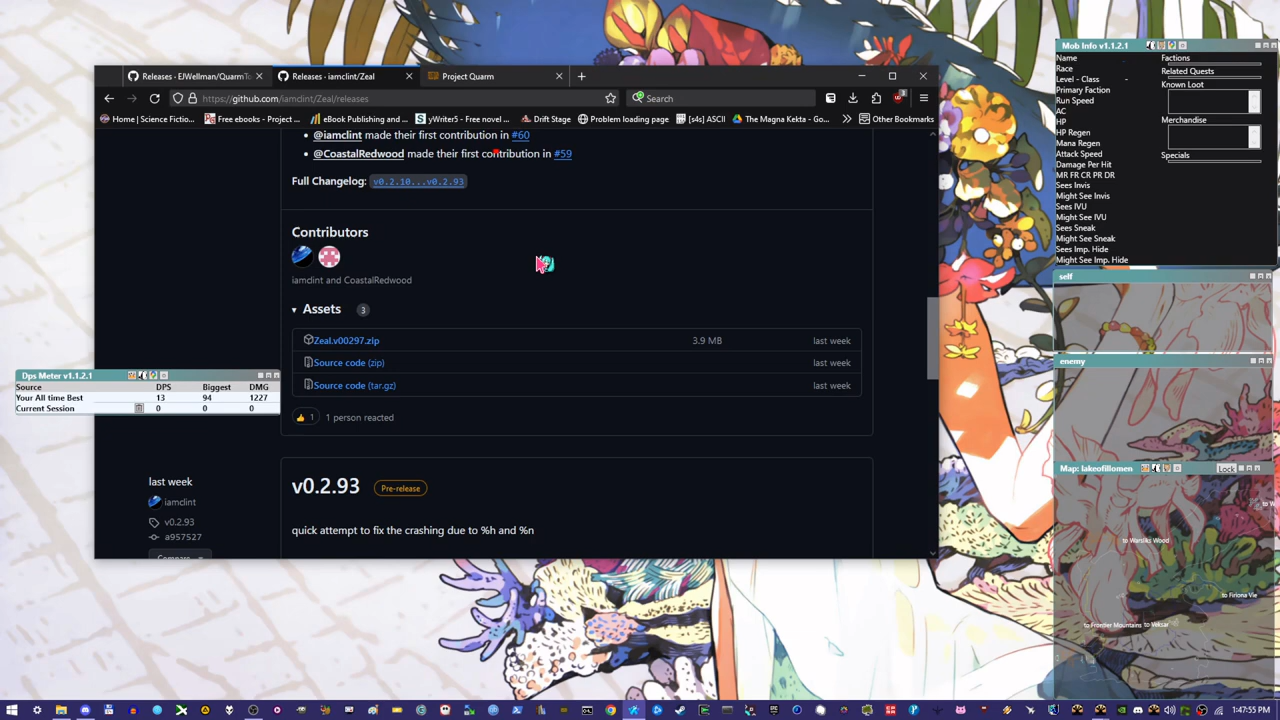 Releases · EJWellman/QuarmTo
Releases · iamclint/Zeal
Project Quarm
https://github.com/iamclint/Zeal/releases
Search
Home | Science Fictio...
Free ebooks - Project ...
eBook Publishing / ...
yWriter5 - Free novel ...
Drift Stage
Problem loading page
[s4s] ASCII
The Magna Kekta - Go...
Other Bookmarks
@iamclint made their first contribution in #60
@CoastalRedwood made their first contribution in #59
Full Changelog: v0.2.10...v0.2.93
Contributors
iamclint and CoastalRedwood
Assets 3
Zeal.v00297.zip 3.9 MB last week
Source code (zip) last week
Source code (tar.gz) last week
1 1 person reacted
last week
iamclint
v0.2.93
a957527
Compare
v0.2.93 Pre-release
quick attempt to fix the crashing due to %h and %n
Dps Meter v1.1.2.1
Source DPS Biggest DMG
Your All time Best 13 94 1227
Current Session 0 0 0
Mob Info v1.1.2.1
Name
Race
Level - Class -
Primary Faction
Run Speed
AC
HP
HP Regen
Mana Regen
Attack Speed
Damage Per Hit
MR FR CR PR DR
Sees Invis
Might See Invis
Sees IVU
Might See IVU
Sees Sneak
Might See Sneak
Sees Imp. Hide
Might See Imp. Hide
Factions
Related Quests
Known Loot
Merchandise
Specials
self
enemy
Map: lakeofillomen
Lock
to Warsliks Wood
to Firiona Vie
to Frontier Mountains
to Veksar
1:47:55 PM